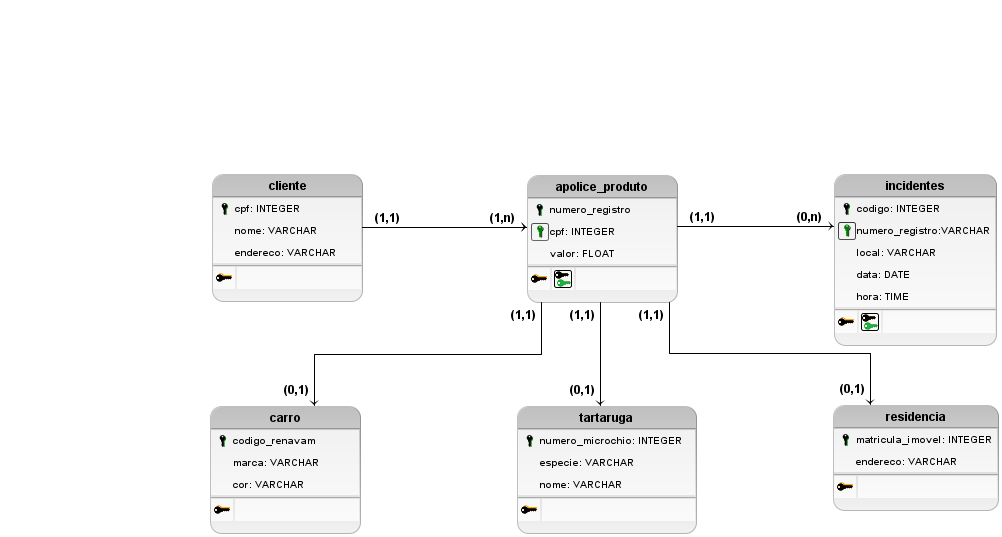 cliente
cpf: INTEGER
nome: VARCHAR
endereco: VARCHAR
(1,1)
(1,n)
apolice_produto
numero_registro
cpf: INTEGER
valor: FLOAT
(1,1)
(0,n)
incidentes
codigo: INTEGER
numero_registro:VARCHAR
local: VARCHAR
data: DATE
hora: TIME
(1,1)
(1,1)
(1,1)
(0,1)
(0,1)
(0,1)
carro
codigo_renavam
marca: VARCHAR
cor: VARCHAR
tartaruga
numero_microchio: INTEGER
especie: VARCHAR
nome: VARCHAR
residencia
matricula_imovel: INTEGER
endereco: VARCHAR